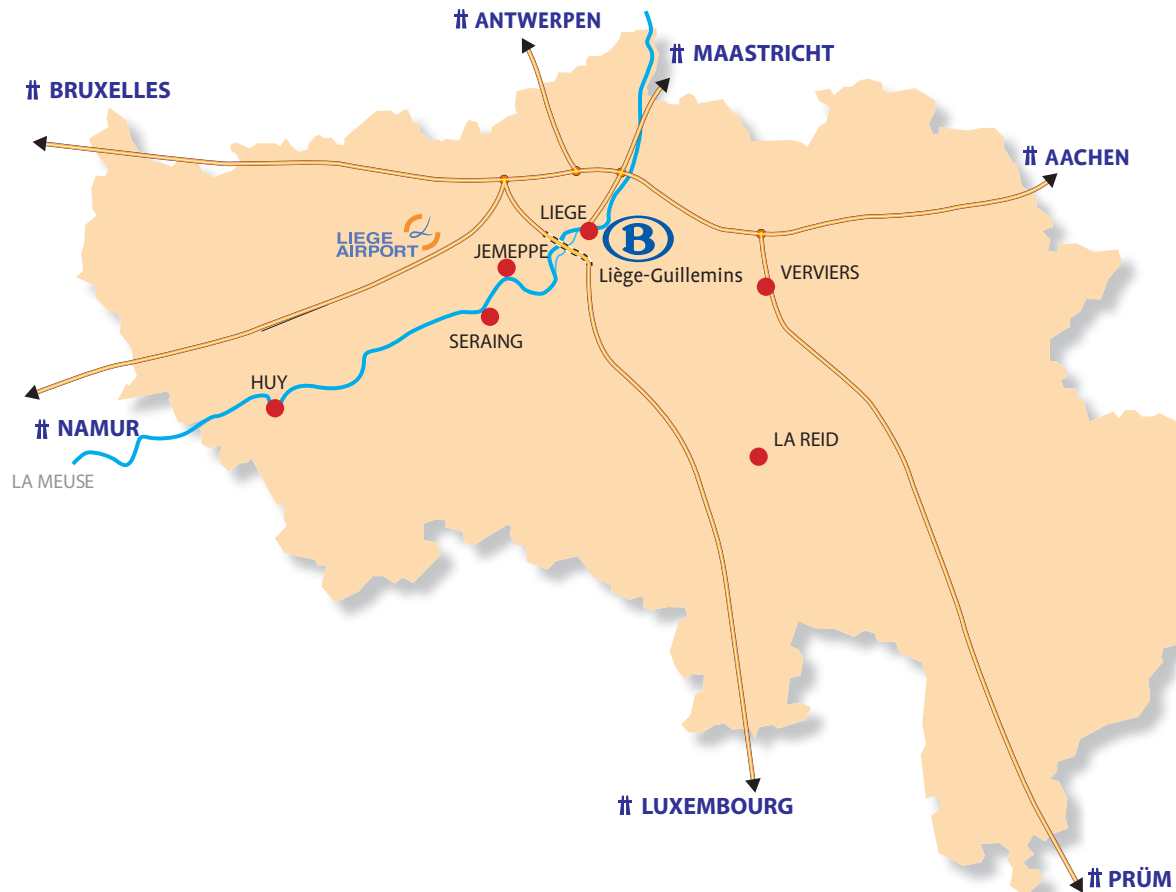 ANTWERPEN
MAASTRICHT
BRUXELLES
AACHEN
LIEGE
LIEGE
AIRPORT
B
JEMEPPE
Liège-Guillemins
VERVIERS
SERAING
HUY
NAMUR
LA REID
LA MEUSE
LUXEMBOURG
PRÜM